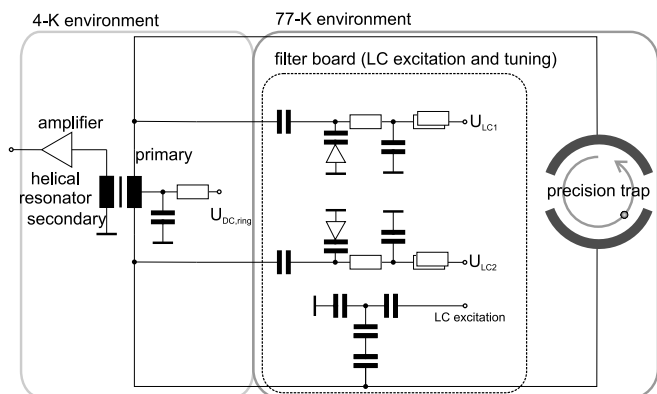 4-K environment
77-K environment
filter board (LC excitation and tuning)
amplifier
primary
helical
resonator
secondary
U_DC,ring
U_LC1
precision trap
U_LC2
LC excitation